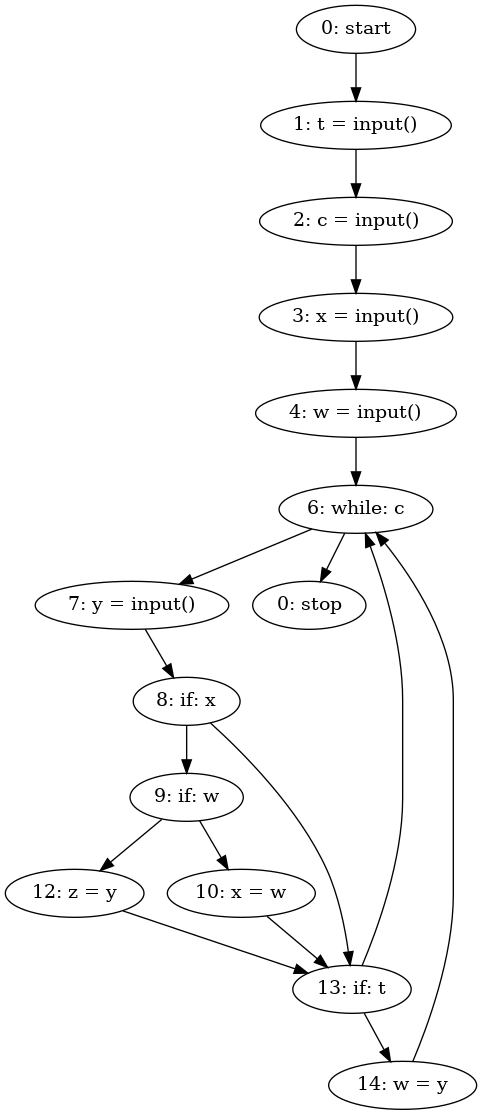 0: start
1: t = input()
2: c = input()
3: x = input()
4: w = input()
6: while: c
7: y = input()
0: stop
8: if: x
9: if: w
12: z = y
10: x = w
13: if: t
14: w = y